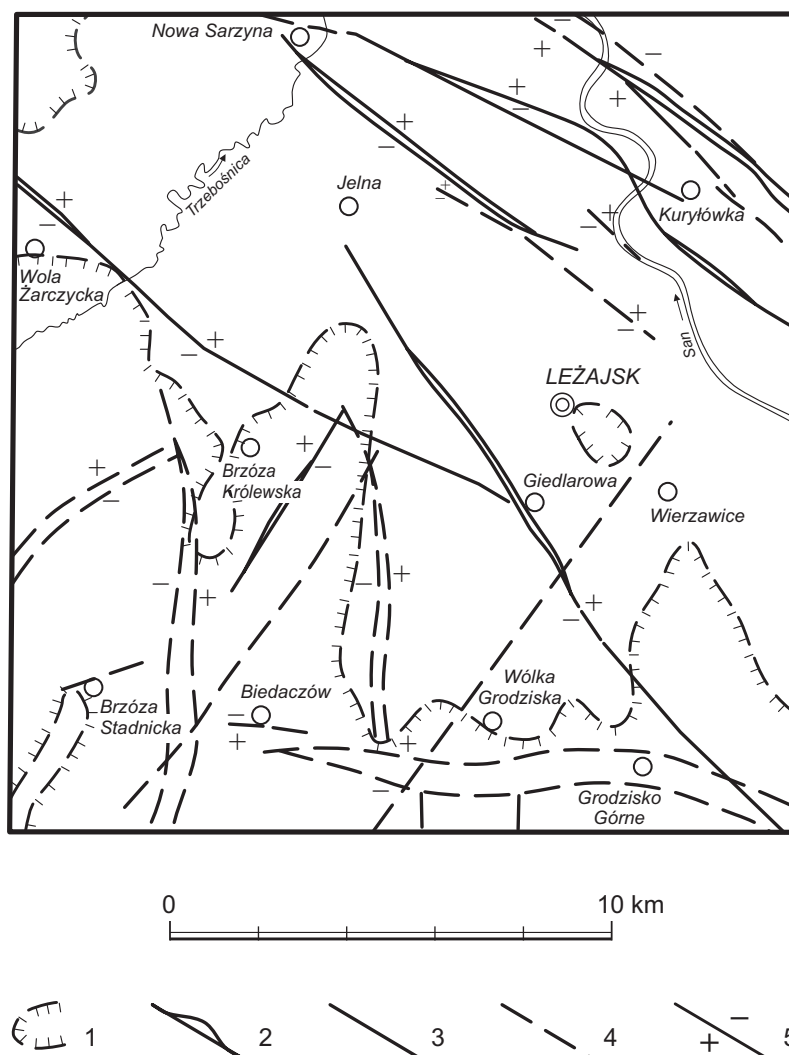 Nowa Sarzyna
Trzebośnica
Jelna
Kuryłówka
Wola
Żarczycka
San
LEŻAJSK
Brzóza
Królewska
Giedlarowa
Wierzawice
Brzóza
Stadnicka
Biedaczów
Wólka
Grodziska
Grodzisko
Górne
0 10 km
1 2 3 4 5